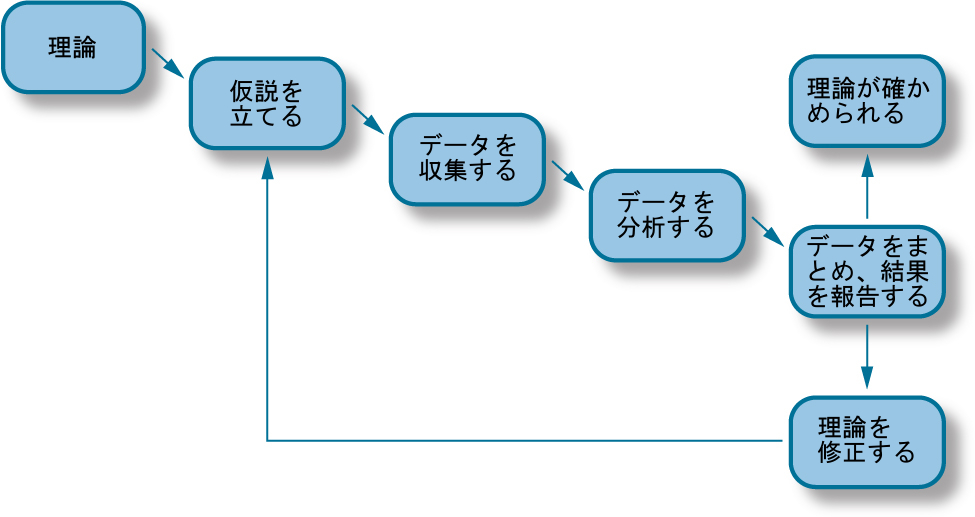 理論
仮説を
立てる
データを
収集する
データを
分析する
データをま
とめ、結果
を報告する
理論が確か
められる
理論を
修正する